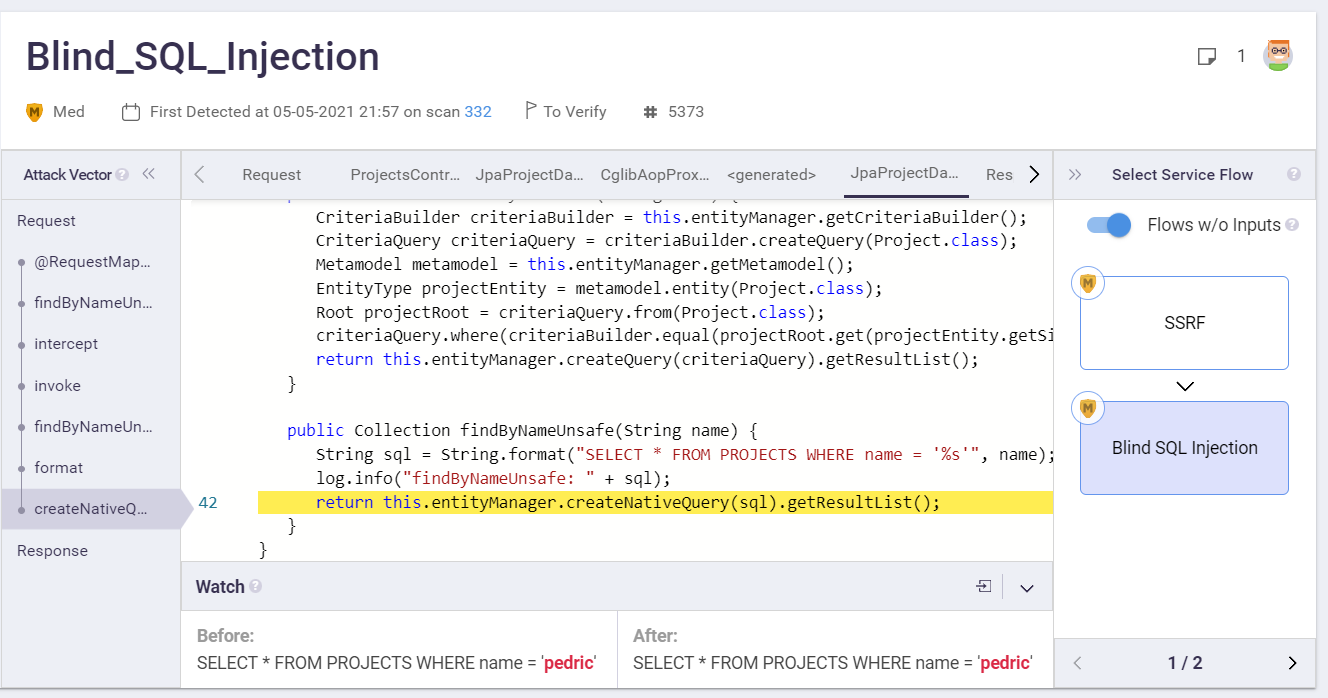 Blind_SQL_Injection
1
M Med First Detected at 05-05-2021 21:57 on scan 332 To Verify # 5373
Attack Vector ? «
Request ProjectsContr... JpaProjectDa... CglibAopProx... <generated> JpaProjectDa... Res
» Select Service Flow ?
Request
@RequestMap...
findByNameUn...
intercept
invoke
findByNameUn...
format
createNativeQ...
Response
CriteriaBuilder criteriaBuilder = this.entityManager.getCriteriaBuilder();
CriteriaQuery criteriaQuery = criteriaBuilder.createQuery(Project.class);
Metamodel metamodel = this.entityManager.getMetamodel();
EntityType projectEntity = metamodel.entity(Project.class);
Root projectRoot = criteriaQuery.from(Project.class);
criteriaQuery.where(criteriaBuilder.equal(projectRoot.get(projectEntity.getSi
return this.entityManager.createQuery(criteriaQuery).getResultList();
}
public Collection findByNameUnsafe(String name) {
String sql = String.format("SELECT * FROM PROJECTS WHERE name = '%s'", name);
log.info("findByNameUnsafe: " + sql);
42 return this.entityManager.createNativeQuery(sql).getResultList();
}
}
Watch ?
Before:
SELECT * FROM PROJECTS WHERE name = 'pedric'
After:
SELECT * FROM PROJECTS WHERE name = 'pedric'
Flows w/o Inputs ?
M
SSRF
M
Blind SQL Injection
1 / 2